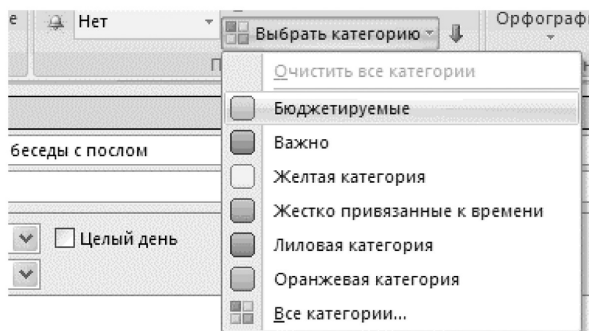 е Нет Выбрать категорию Орфограф
Очистить все категории
Бюджетируемые
Важно
беседы с послом
Желтая категория
Жестко привязанные к времени
Целый день
Лиловая категория
Оранжевая категория
Все категории...